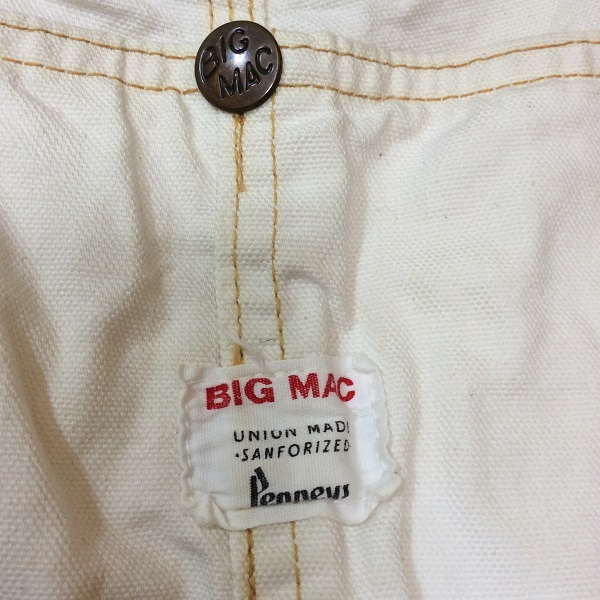 BIG
MAC
BIG MAC
UNION MADE
·SANFORIZED·
Penneys